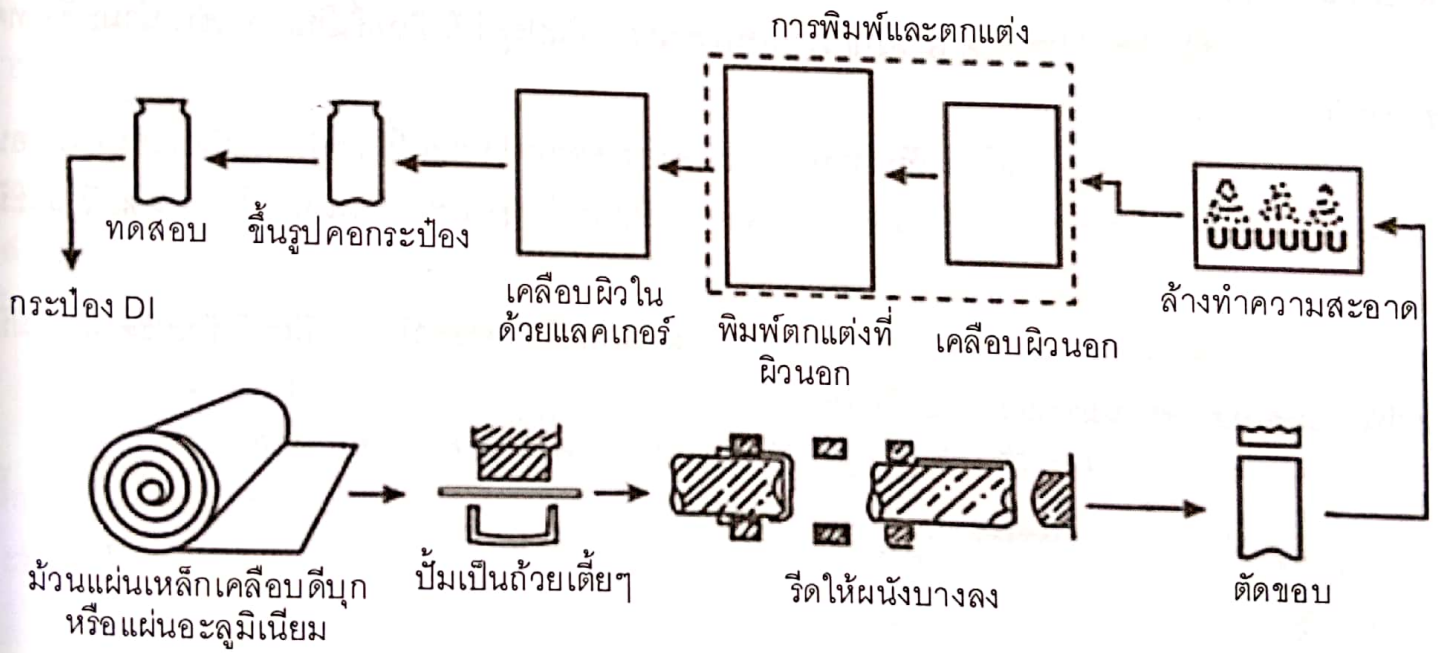 การพิมพ์และตกแต่ง
ทดสอบ
ขึ้นรูปคอกระป๋อง
กระป๋อง DI
เคลือบผิวใน
ด้วยแลคเกอร์
พิมพ์ตกแต่งที่
ผิวนอก
เคลือบผิวนอก
ล้างทำความสะอาด
ม้วนแผ่นเหล็กเคลือบดีบุก
หรือแผ่นอะลูมิเนียม
ปั้มเป็นถ้วยเตี้ยๆ
รีดให้ผนังบางลง
ตัดขอบ